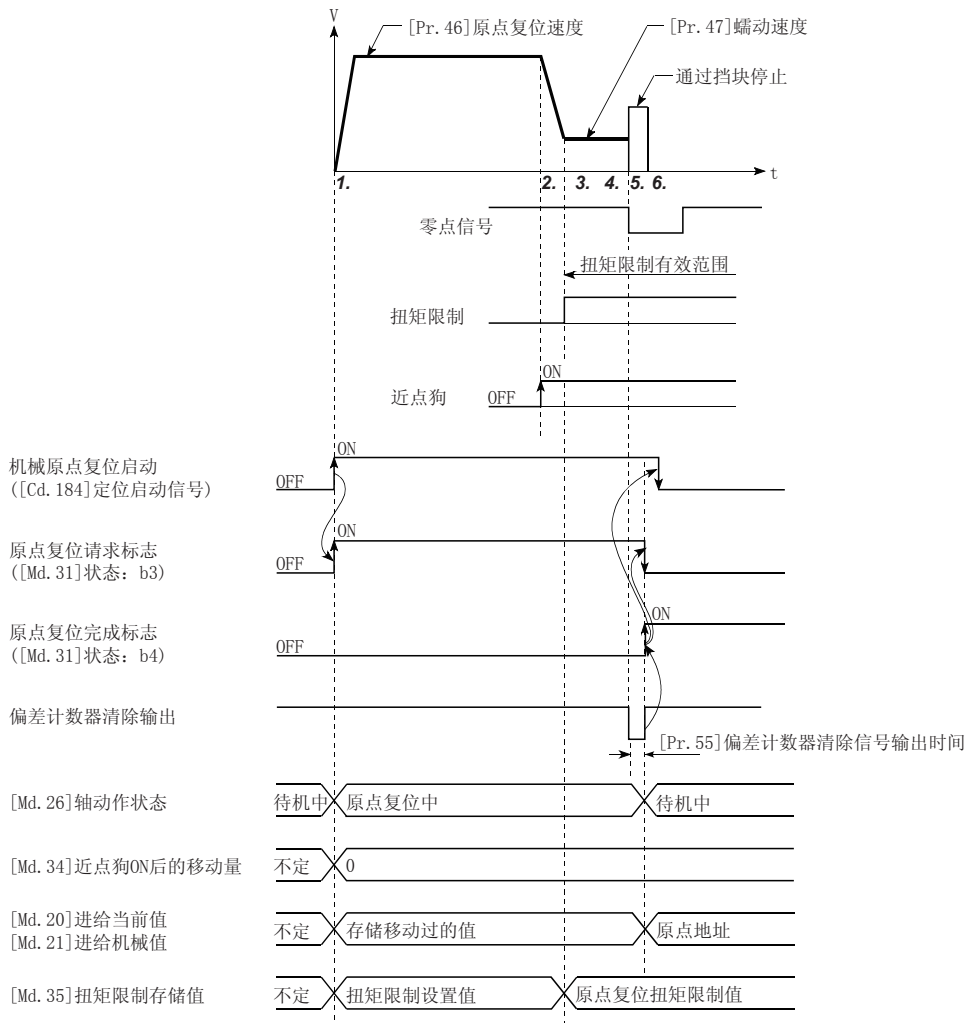 V
[Pr.46]原点复位速度
[Pr.47]蠕动速度
通过挡块停止
t
1.
2.
3.
4.
5.
6.
零点信号
扭矩限制有效范围
扭矩限制
ON
近点狗
OFF
机械原点复位启动
([Cd.184]定位启动信号)
OFF
ON
原点复位请求标志
([Md.31]状态：b3)
OFF
ON
原点复位完成标志
([Md.31]状态：b4)
OFF
ON
偏差计数器清除输出
[Pr.55]偏差计数器清除信号输出时间
[Md.26]轴动作状态
待机中
原点复位中
待机中
[Md.34]近点狗ON后的移动量
不定
0
[Md.20]进给当前值
[Md.21]进给机械值
不定
存储移动过的值
原点地址
[Md.35]扭矩限制存储值
不定
扭矩限制设置值
原点复位扭矩限制值